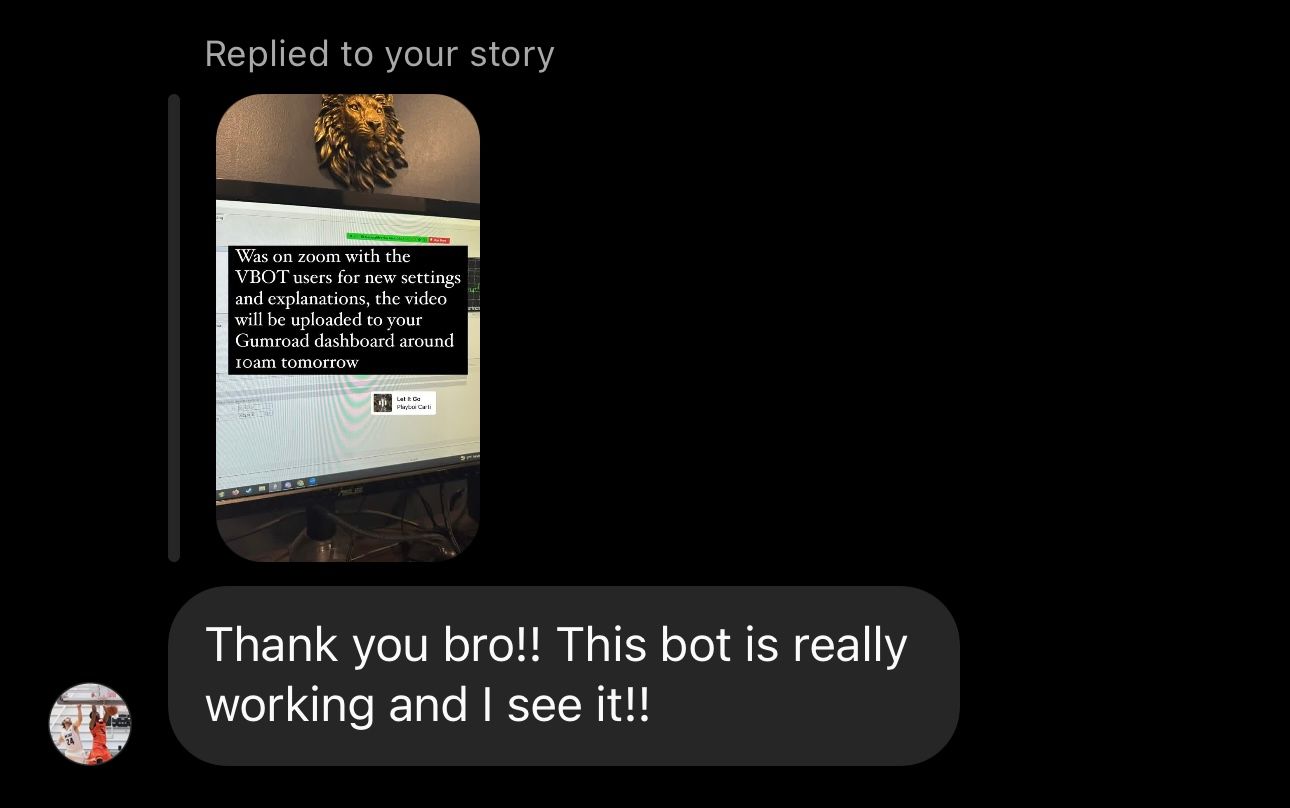 Replied to your story
Was on zoom with the
VBOT users for new settings
and explanations, the video
will be uploaded to your
Gumroad dashboard around
10am tomorrow
Let It Go
Playboi Carti
Thank you bro!! This bot is really
working and I see it!!
24